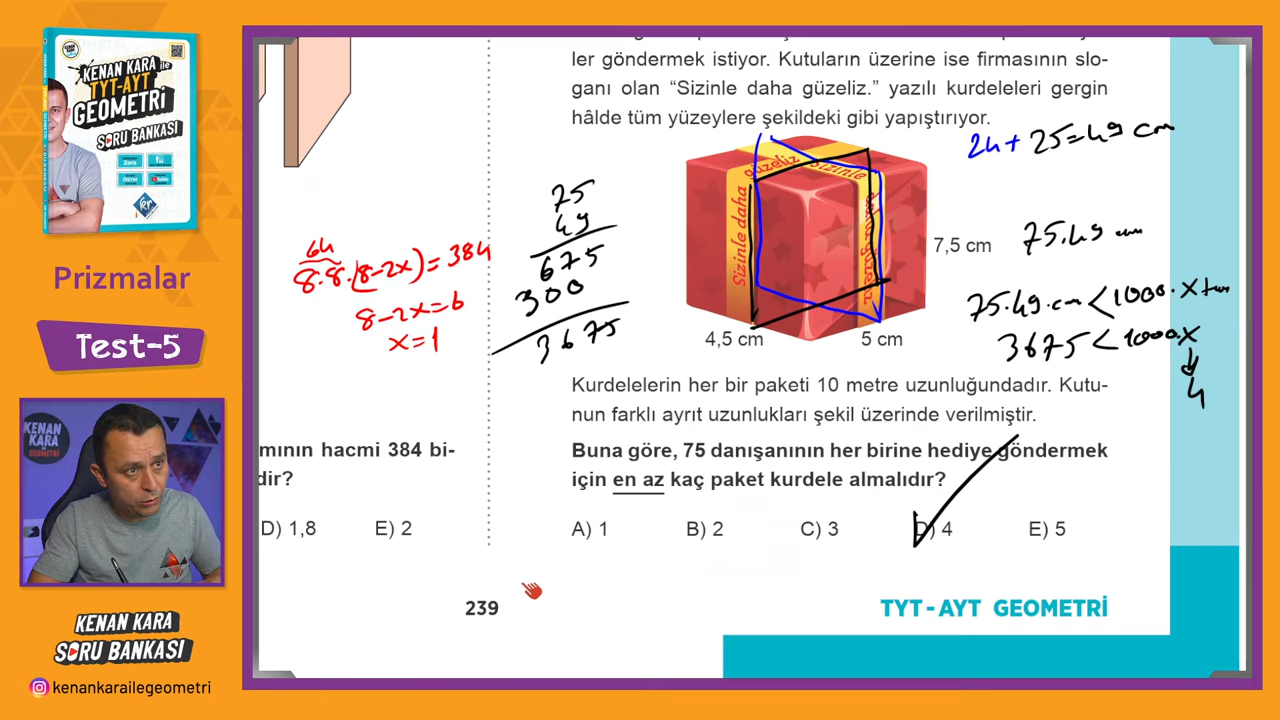 KENAN KARA ile
TYT-AYT
GEOMETRİ
SORU BANKASI
Prizmalar
Test-5
KENAN KARA
GEOMETRİ
KENAN KARA
SORU BANKASI
kenankarailegeometri
64
8·8·(8-2x)=384
8-2x=6
x=1
mının hacmi 384 bi-
dir?
D) 1,8 E) 2
239
ler göndermek istiyor. Kutuların üzerine ise firmasının slo-
ganı olan “Sizinle daha güzeliz.” yazılı kurdeleleri gergin
hâlde tüm yüzeylere şekildeki gibi yapıştırıyor.
24+25=49 cm
75
49
675
300
3675
güzeliz Sizinle
Sizinle daha
7,5 cm
4,5 cm 5 cm
75.49 cm
75.49.cm<1000.x
3675<1000.x
4
Kurdelelerin her bir paketi 10 metre uzunluğundadır. Kutu-
nun farklı ayrıt uzunlukları şekil üzerinde verilmiştir.
Buna göre, 75 danışanının her birine hediye göndermek
için en az kaç paket kurdele almalıdır?
A) 1 B) 2 C) 3 D) 4 E) 5
TYT - AYT GEOMETRİ